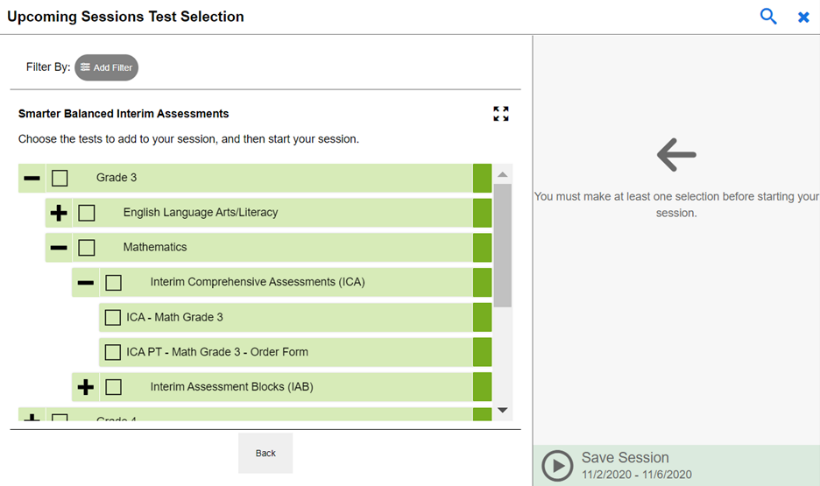 Upcoming Sessions Test Selection
Filter By: Add Filter
Smarter Balanced Interim Assessments
Choose the tests to add to your session, and then start your session.
Grade 3
English Language Arts/Literacy
Mathematics
Interim Comprehensive Assessments (ICA)
ICA - Math Grade 3
ICA PT - Math Grade 3 - Order Form
Interim Assessment Blocks (IAB)
Grade 4
Back
You must make at least one selection before starting your
session.
Save Session
11/2/2020 - 11/6/2020